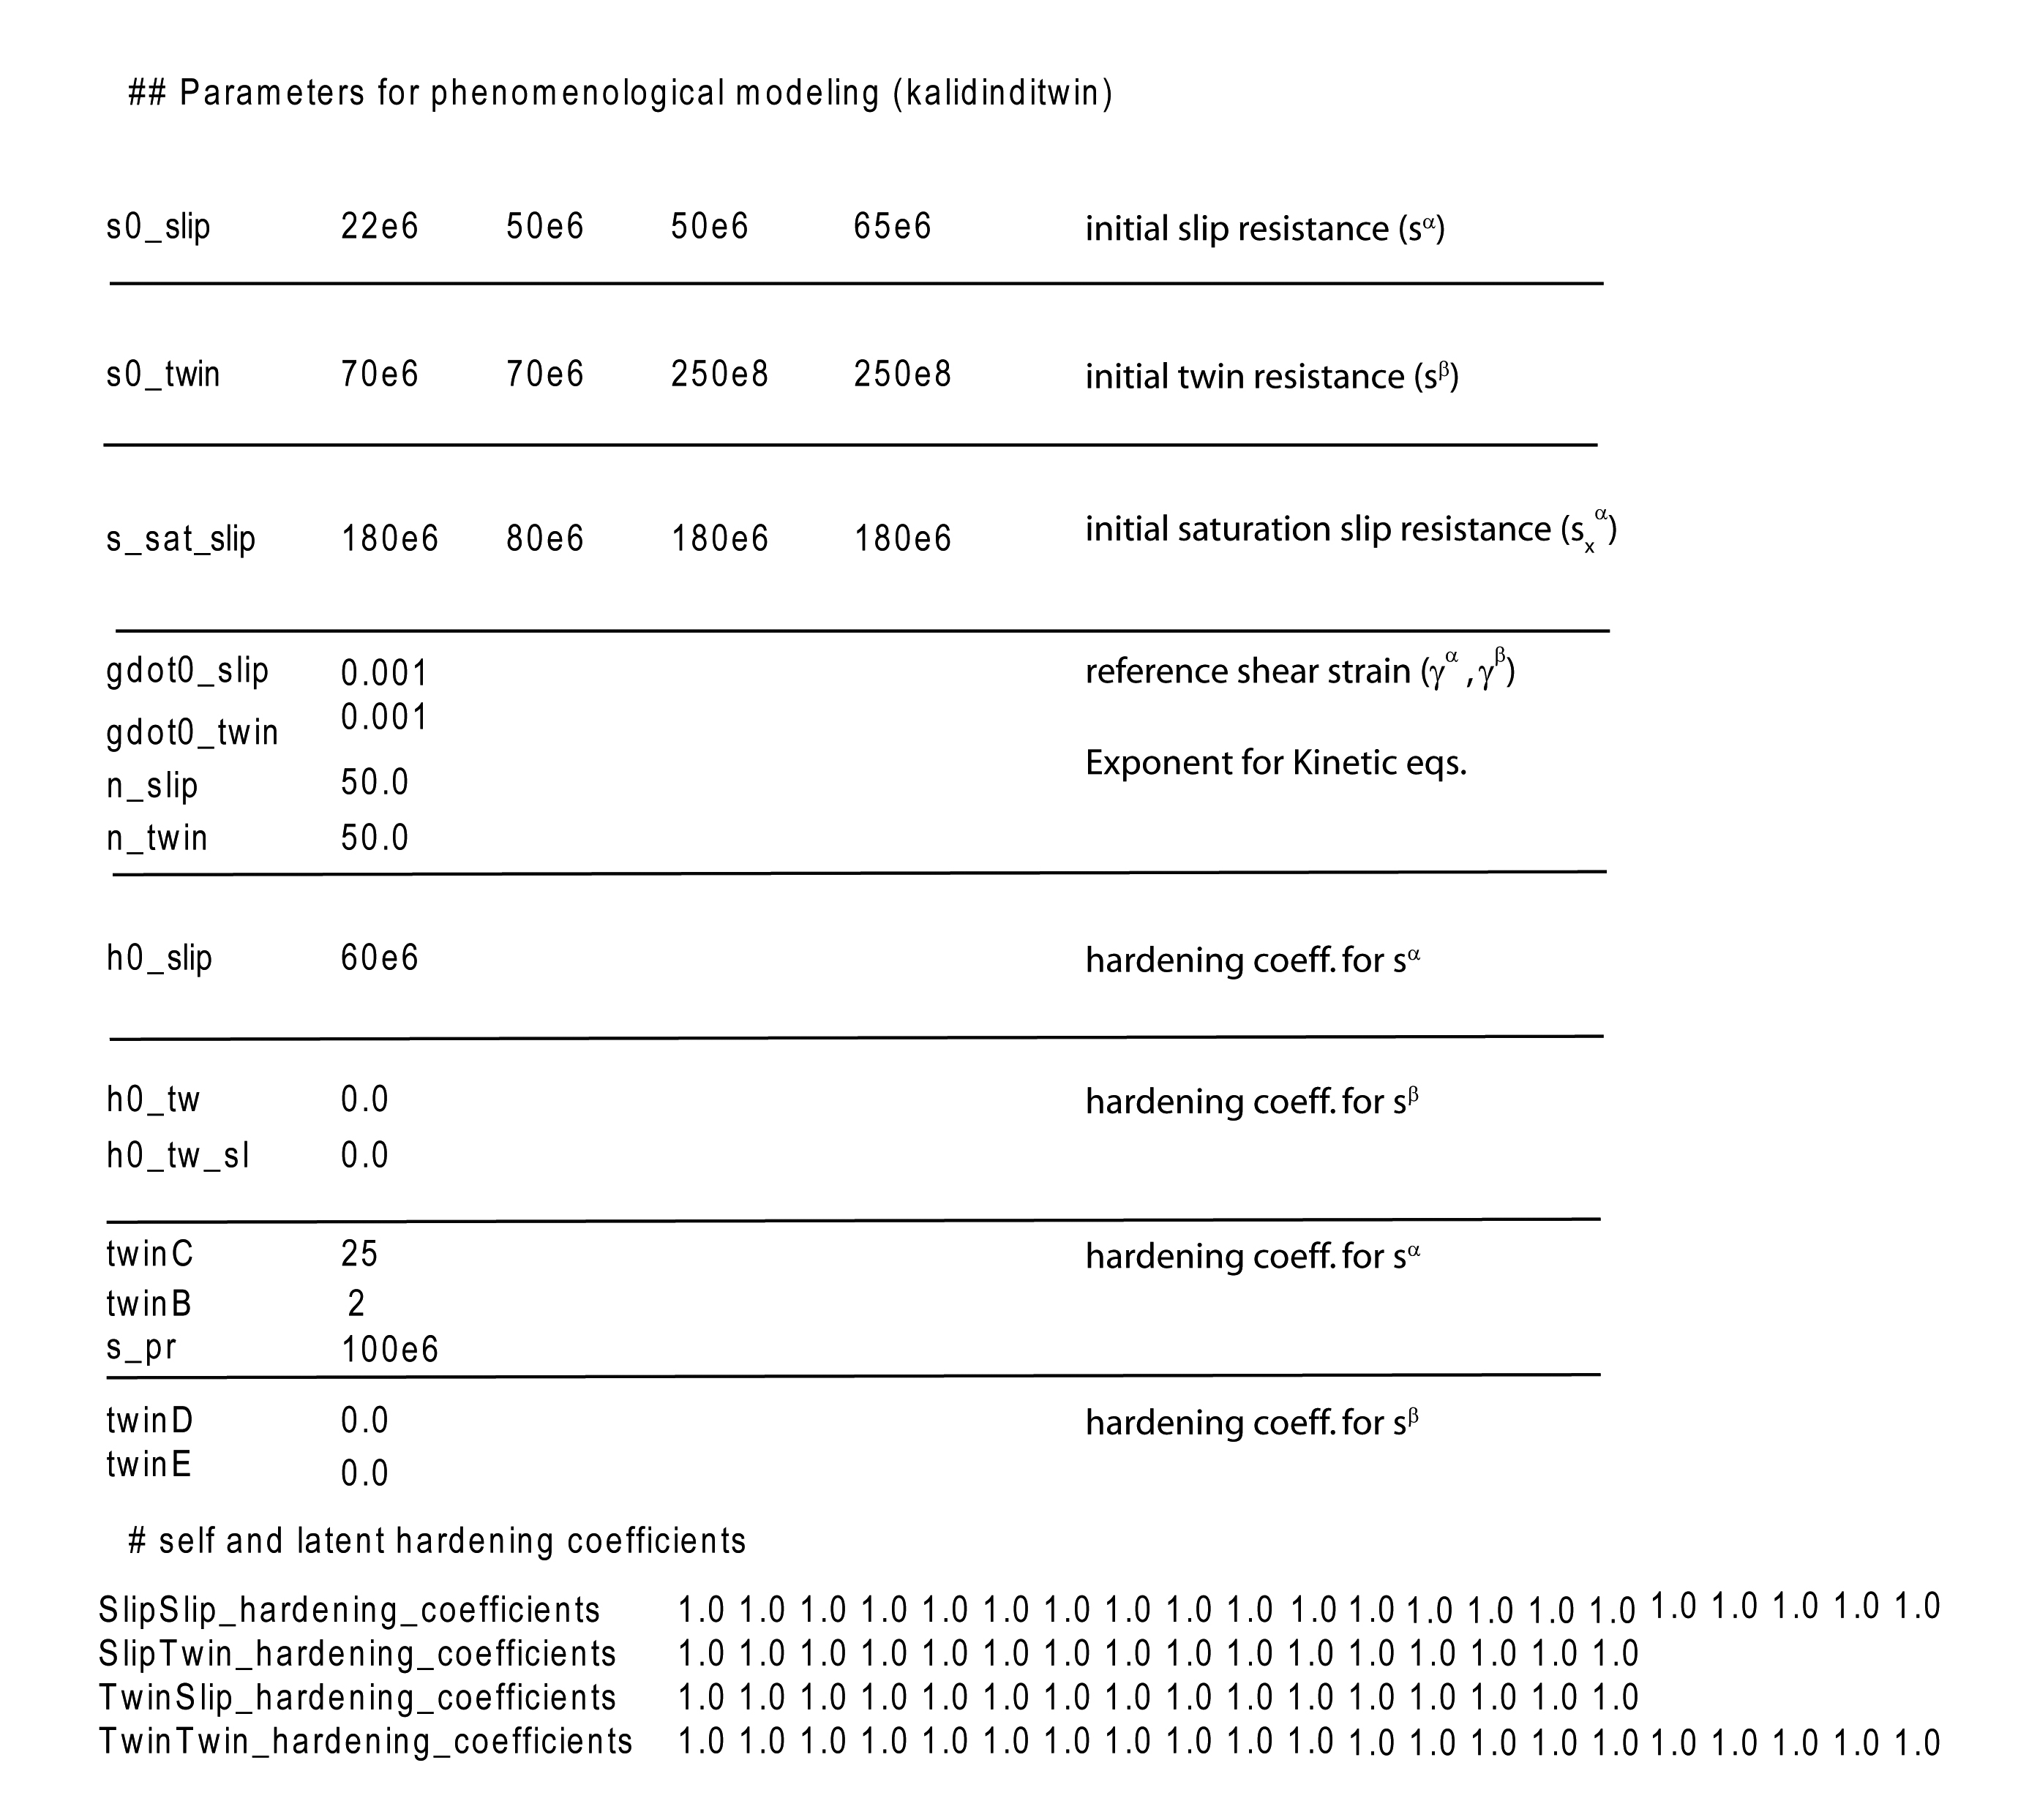 ## Parameters for phenomenological modeling (kalidinditwin)
s0_slip 22e6 50e6 50e6 65e6 initial slip resistance (sα)
s0_twin 70e6 70e6 250e8 250e8 initial twin resistance (sβ)
s_sat_slip 180e6 80e6 180e6 180e6 initial saturation slip resistance (sxα)
gdot0_slip 0.001 reference shear strain (γα,γβ)
gdot0_twin 0.001
Exponent for Kinetic eqs.
n_slip 50.0
n_twin 50.0
h0_slip 60e6 hardening coeff. for sα
h0_tw 0.0 hardening coeff. for sβ
h0_tw_sl 0.0
twinC 25 hardening coeff. for sα
twinB 2
s_pr 100e6
twinD 0.0 hardening coeff. for sβ
twinE 0.0
# self and latent hardening coefficients
SlipSlip_hardening_coefficients 1.0 1.0 1.0 1.0 1.0 1.0 1.0 1.0 1.0 1.0 1.0 1.0 1.0 1.0 1.0 1.0 1.0 1.0 1.0 1.0 1.0
SlipTwin_hardening_coefficients 1.0 1.0 1.0 1.0 1.0 1.0 1.0 1.0 1.0 1.0 1.0 1.0 1.0 1.0 1.0 1.0
TwinSlip_hardening_coefficients 1.0 1.0 1.0 1.0 1.0 1.0 1.0 1.0 1.0 1.0 1.0 1.0 1.0 1.0 1.0 1.0
TwinTwin_hardening_coefficients 1.0 1.0 1.0 1.0 1.0 1.0 1.0 1.0 1.0 1.0 1.0 1.0 1.0 1.0 1.0 1.0 1.0 1.0 1.0 1.0 1.0